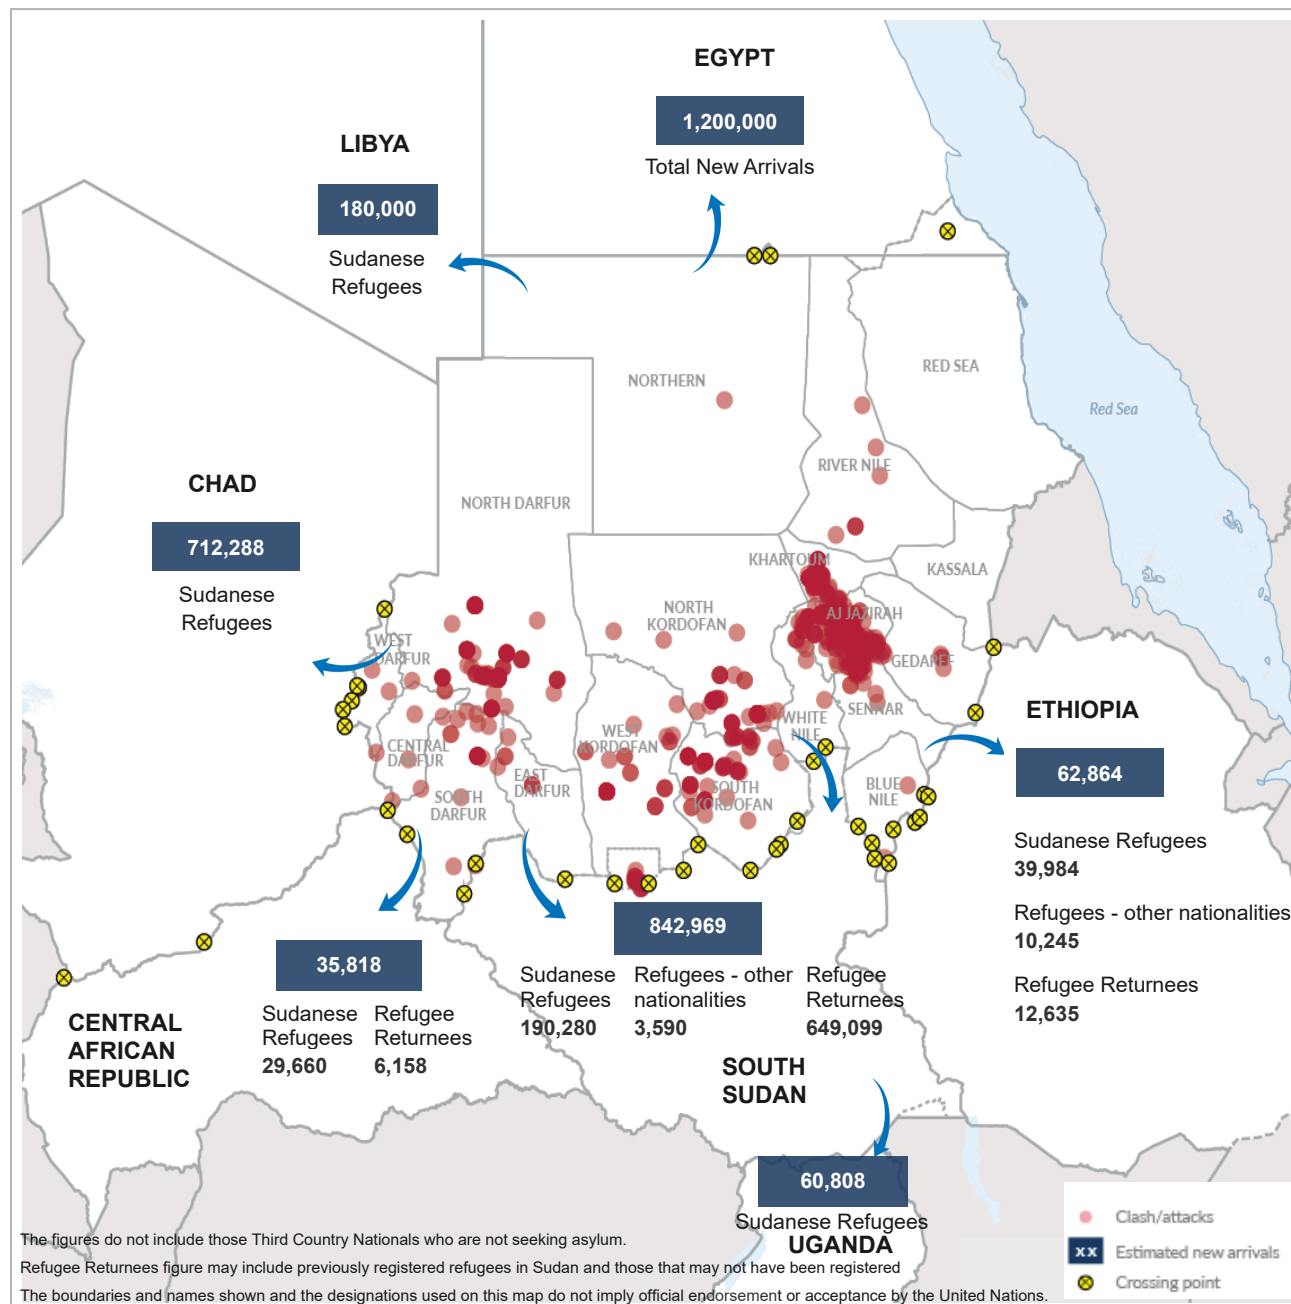 EGYPT
1,200,000
Total New Arrivals
LIBYA
180,000
Sudanese
Refugees
RED SEA
NORTHERN
Red Sea
RIVER NILE
CHAD
NORTH DARFUR
712,288
Sudanese
Refugees
KHARTOUM
KASSALA
NORTH
KORDOFAN
AJ JAZIRAH
WEST
DARFUR
GEDAREF
SENNAR
WHITE
NILE
ETHIOPIA
WEST
KORDOFAN
CENTRAL
DARFUR
62,864
EAST
DARFUR
SOUTH
KORDOFAN
BLUE
NILE
SOUTH
DARFUR
Sudanese Refugees
39,984
Refugees - other nationalities
10,245
Refugee Returnees
12,635
842,969
Sudanese
Refugees
190,280
Refugees - other
nationalities
3,590
Refugee
Returnees
649,099
35,818
Sudanese
Refugees
29,660
Refugee
Returnees
6,158
CENTRAL
AFRICAN
REPUBLIC
SOUTH
SUDAN
60,808
Sudanese Refugees
UGANDA
Clash/attacks
xx Estimated new arrivals
Crossing point
The figures do not include those Third Country Nationals who are not seeking asylum.
Refugee Returnees figure may include previously registered refugees in Sudan and those that may not have been registered
The boundaries and names shown and the designations used on this map do not imply official endorsement or acceptance by the United Nations.